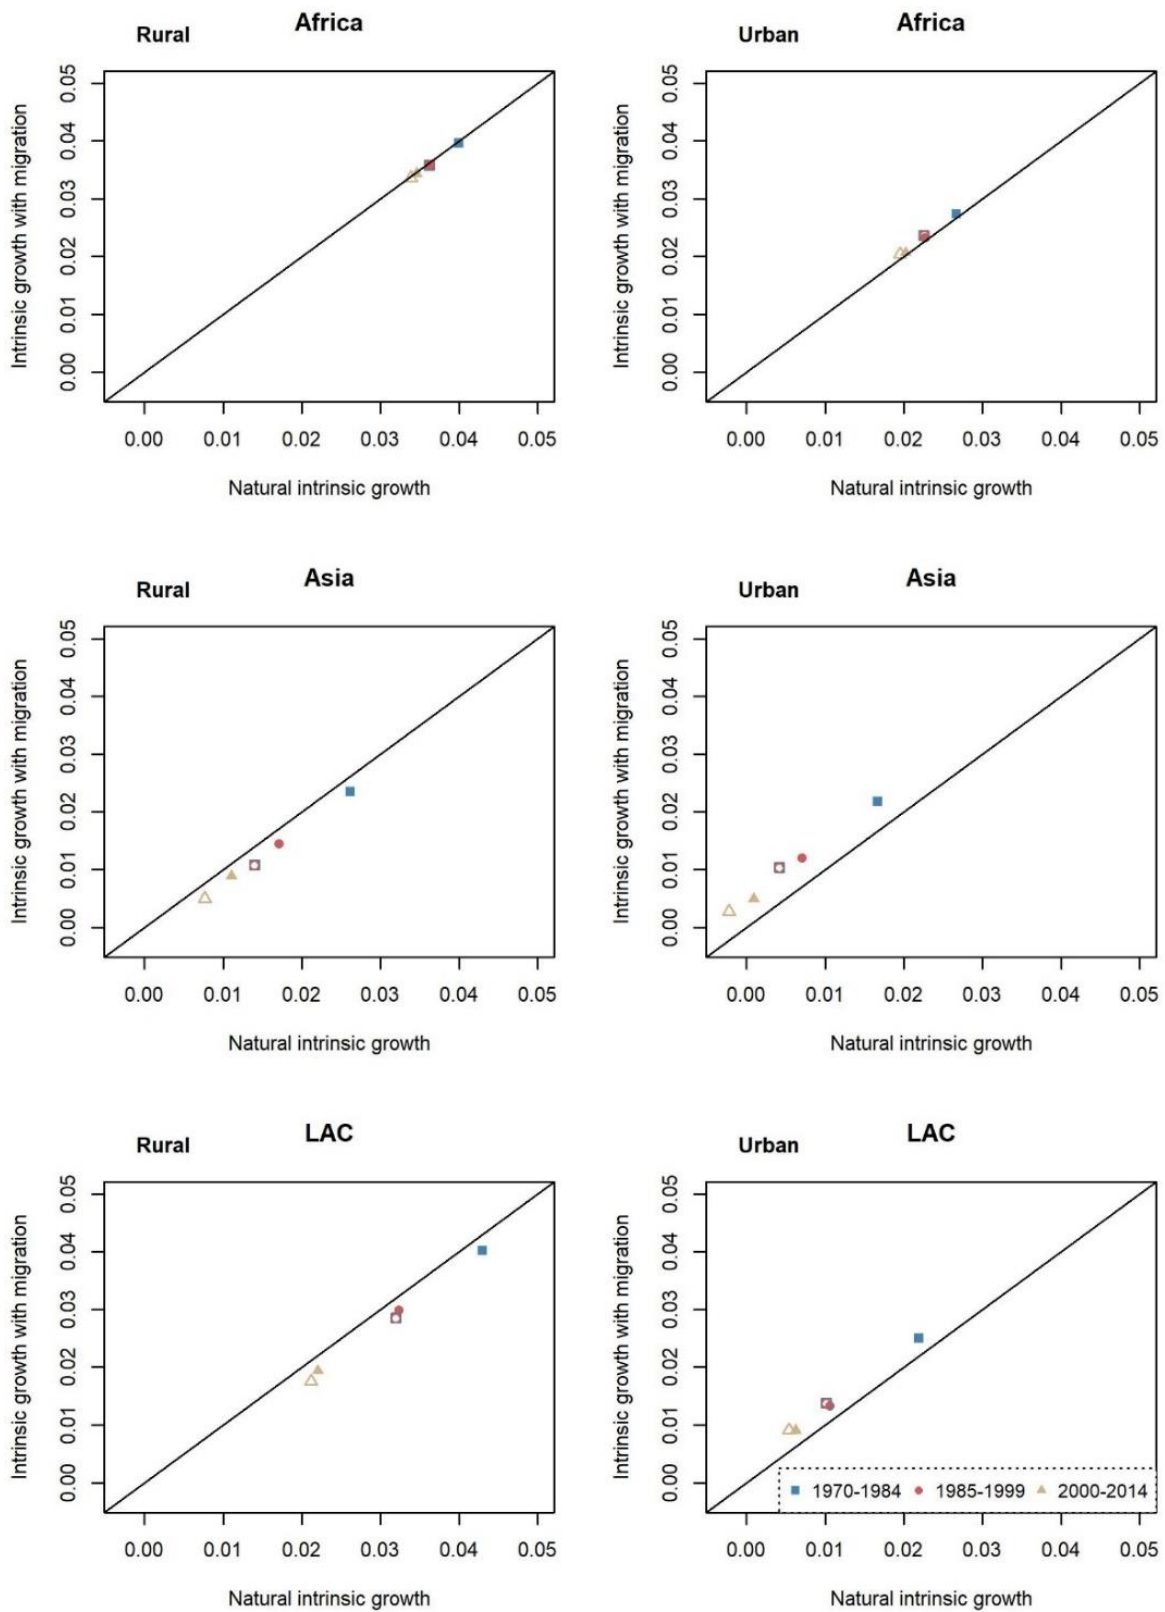 Rural Africa
Intrinsic growth with migration
0.05
0.04
0.03
0.02
0.01
0.00
0.00 0.01 0.02 0.03 0.04 0.05
Natural intrinsic growth
Urban Africa
Intrinsic growth with migration
0.05
0.04
0.03
0.02
0.01
0.00
0.00 0.01 0.02 0.03 0.04 0.05
Natural intrinsic growth
Rural Asia
Intrinsic growth with migration
0.05
0.04
0.03
0.02
0.01
0.00
0.00 0.01 0.02 0.03 0.04 0.05
Natural intrinsic growth
Urban Asia
Intrinsic growth with migration
0.05
0.04
0.03
0.02
0.01
0.00
0.00 0.01 0.02 0.03 0.04 0.05
Natural intrinsic growth
Rural LAC
Intrinsic growth with migration
0.05
0.04
0.03
0.02
0.01
0.00
0.00 0.01 0.02 0.03 0.04 0.05
Natural intrinsic growth
Urban LAC
Intrinsic growth with migration
0.05
0.04
0.03
0.02
0.01
0.00
1970-1984 1985-1999 2000-2014
0.00 0.01 0.02 0.03 0.04 0.05
Natural intrinsic growth